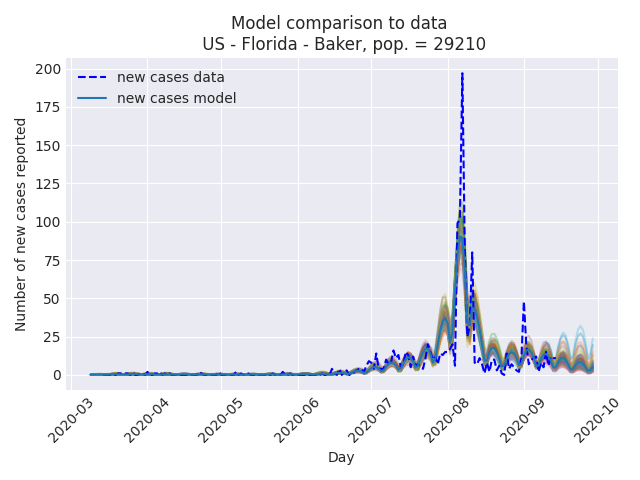 Model comparison to data
US - Florida - Baker, pop. = 29210
new cases data
new cases model
Number of new cases reported
200
175
150
125
100
75
50
25
0
2020-03
2020-04
2020-05
2020-06
2020-07
2020-08
2020-09
2020-10
Day